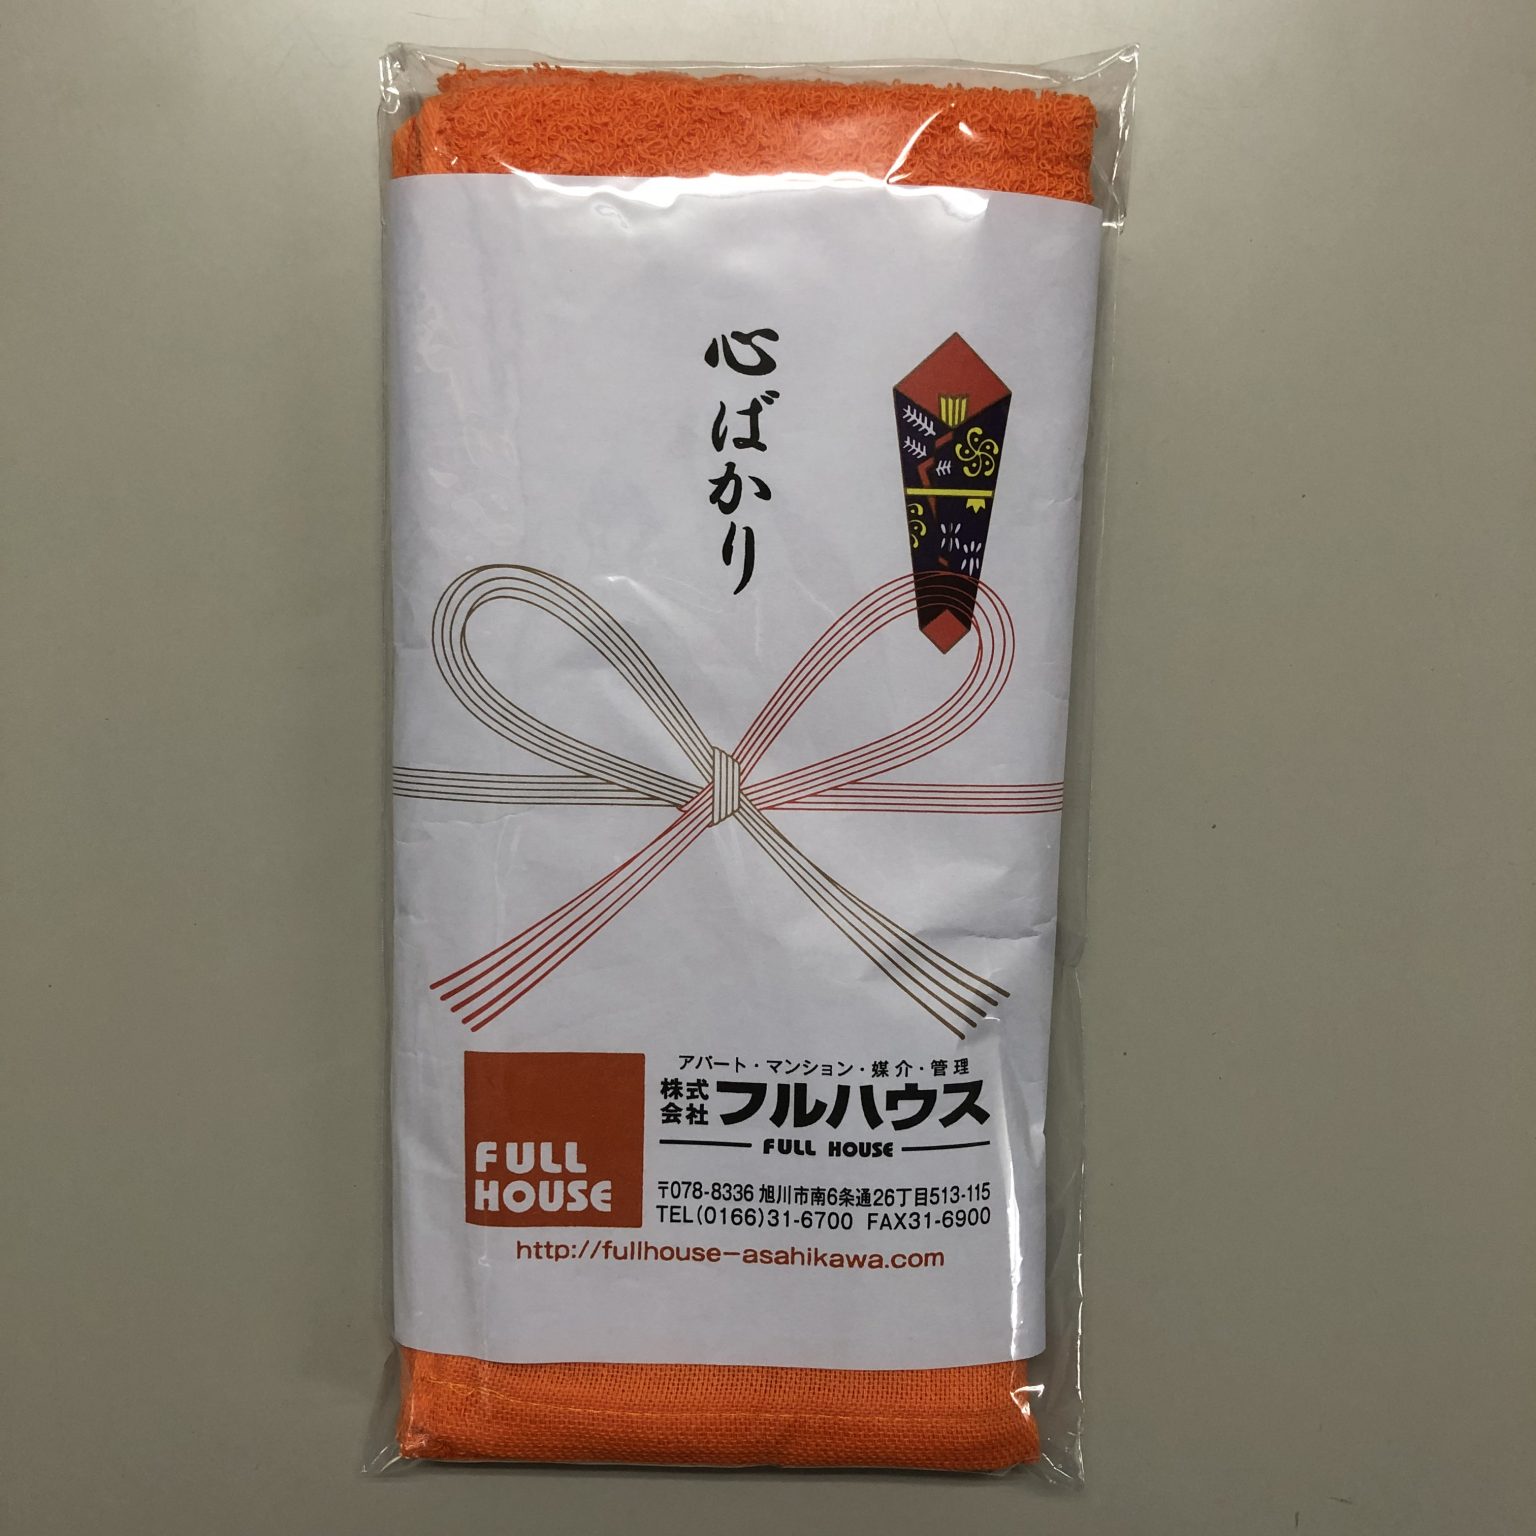 心ばかり
FULL
HOUSE
アパート・マンション・媒介・管理
株式
会社
フルハウス
FULL HOUSE
〒078-8336 旭川市南6条通26丁目513-115
TEL(0166)31-6700 FAX31-6900
http://fullhouse-asahikawa.com